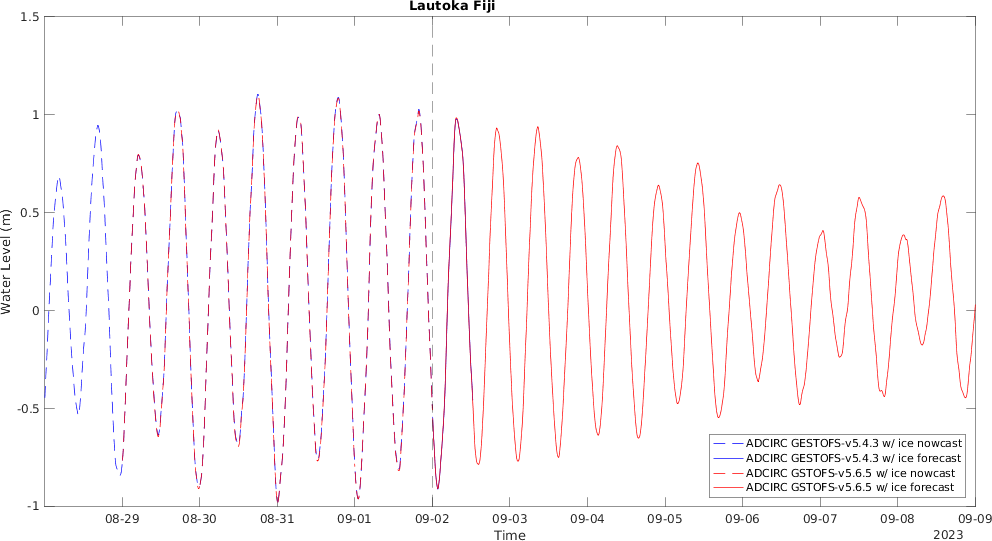 Lautoka Fiji
1.5
1
0.5
0
-0.5
-1
Water Level (m)
ADCIRC GESTOFS-v5.4.3 w/ ice nowcast
ADCIRC GESTOFS-v5.4.3 w/ ice forecast
ADCIRC GSTOFS-v5.6.5 w/ ice nowcast
ADCIRC GSTOFS-v5.6.5 w/ ice forecast
08-29 08-30 08-31 09-01 09-02 09-03 09-04 09-05 09-06 09-07 09-08 09-09
Time
2023